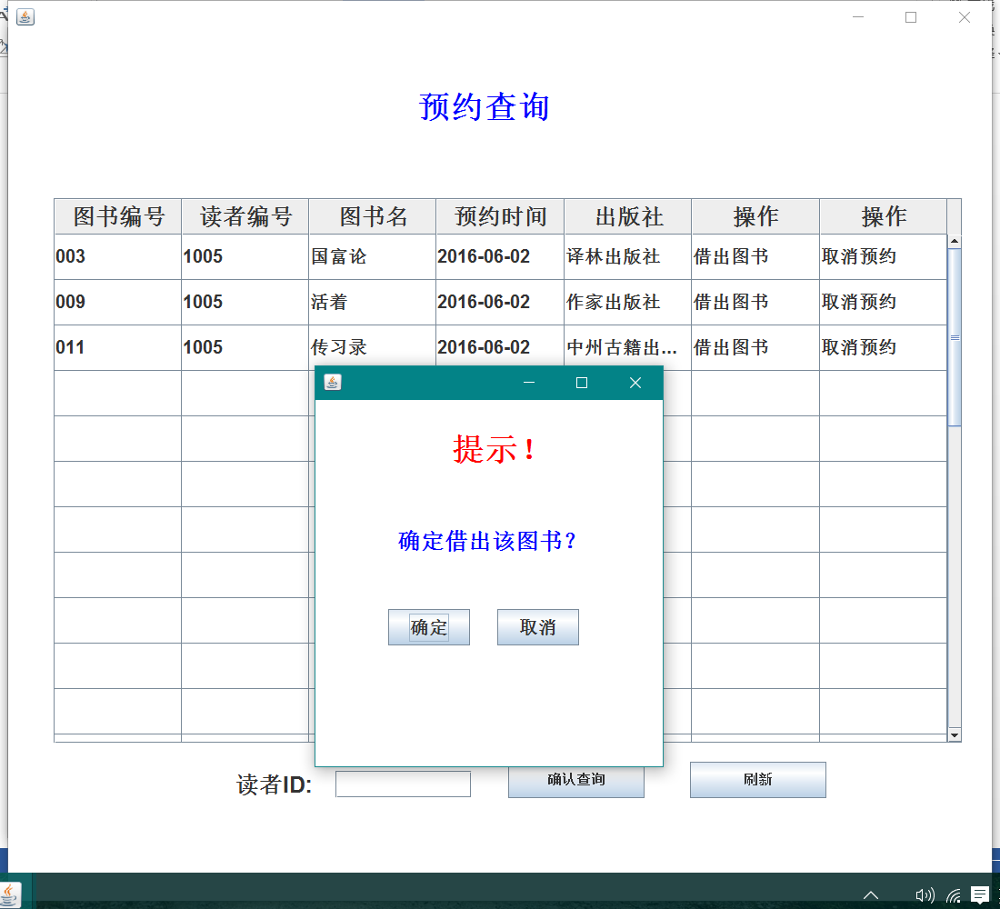 预约查询
图书编号 读者编号 图书名 预约时间 出版社 操作 操作
003 1005 国富论 2016-06-02 译林出版社 借出图书 取消预约
009 1005 活着 2016-06-02 作家出版社 借出图书 取消预约
011 1005 传习录 2016-06-02 中州古籍出... 借出图书 取消预约
提示！
确定借出该图书？
确定 取消
读者ID: 确认查询 刷新